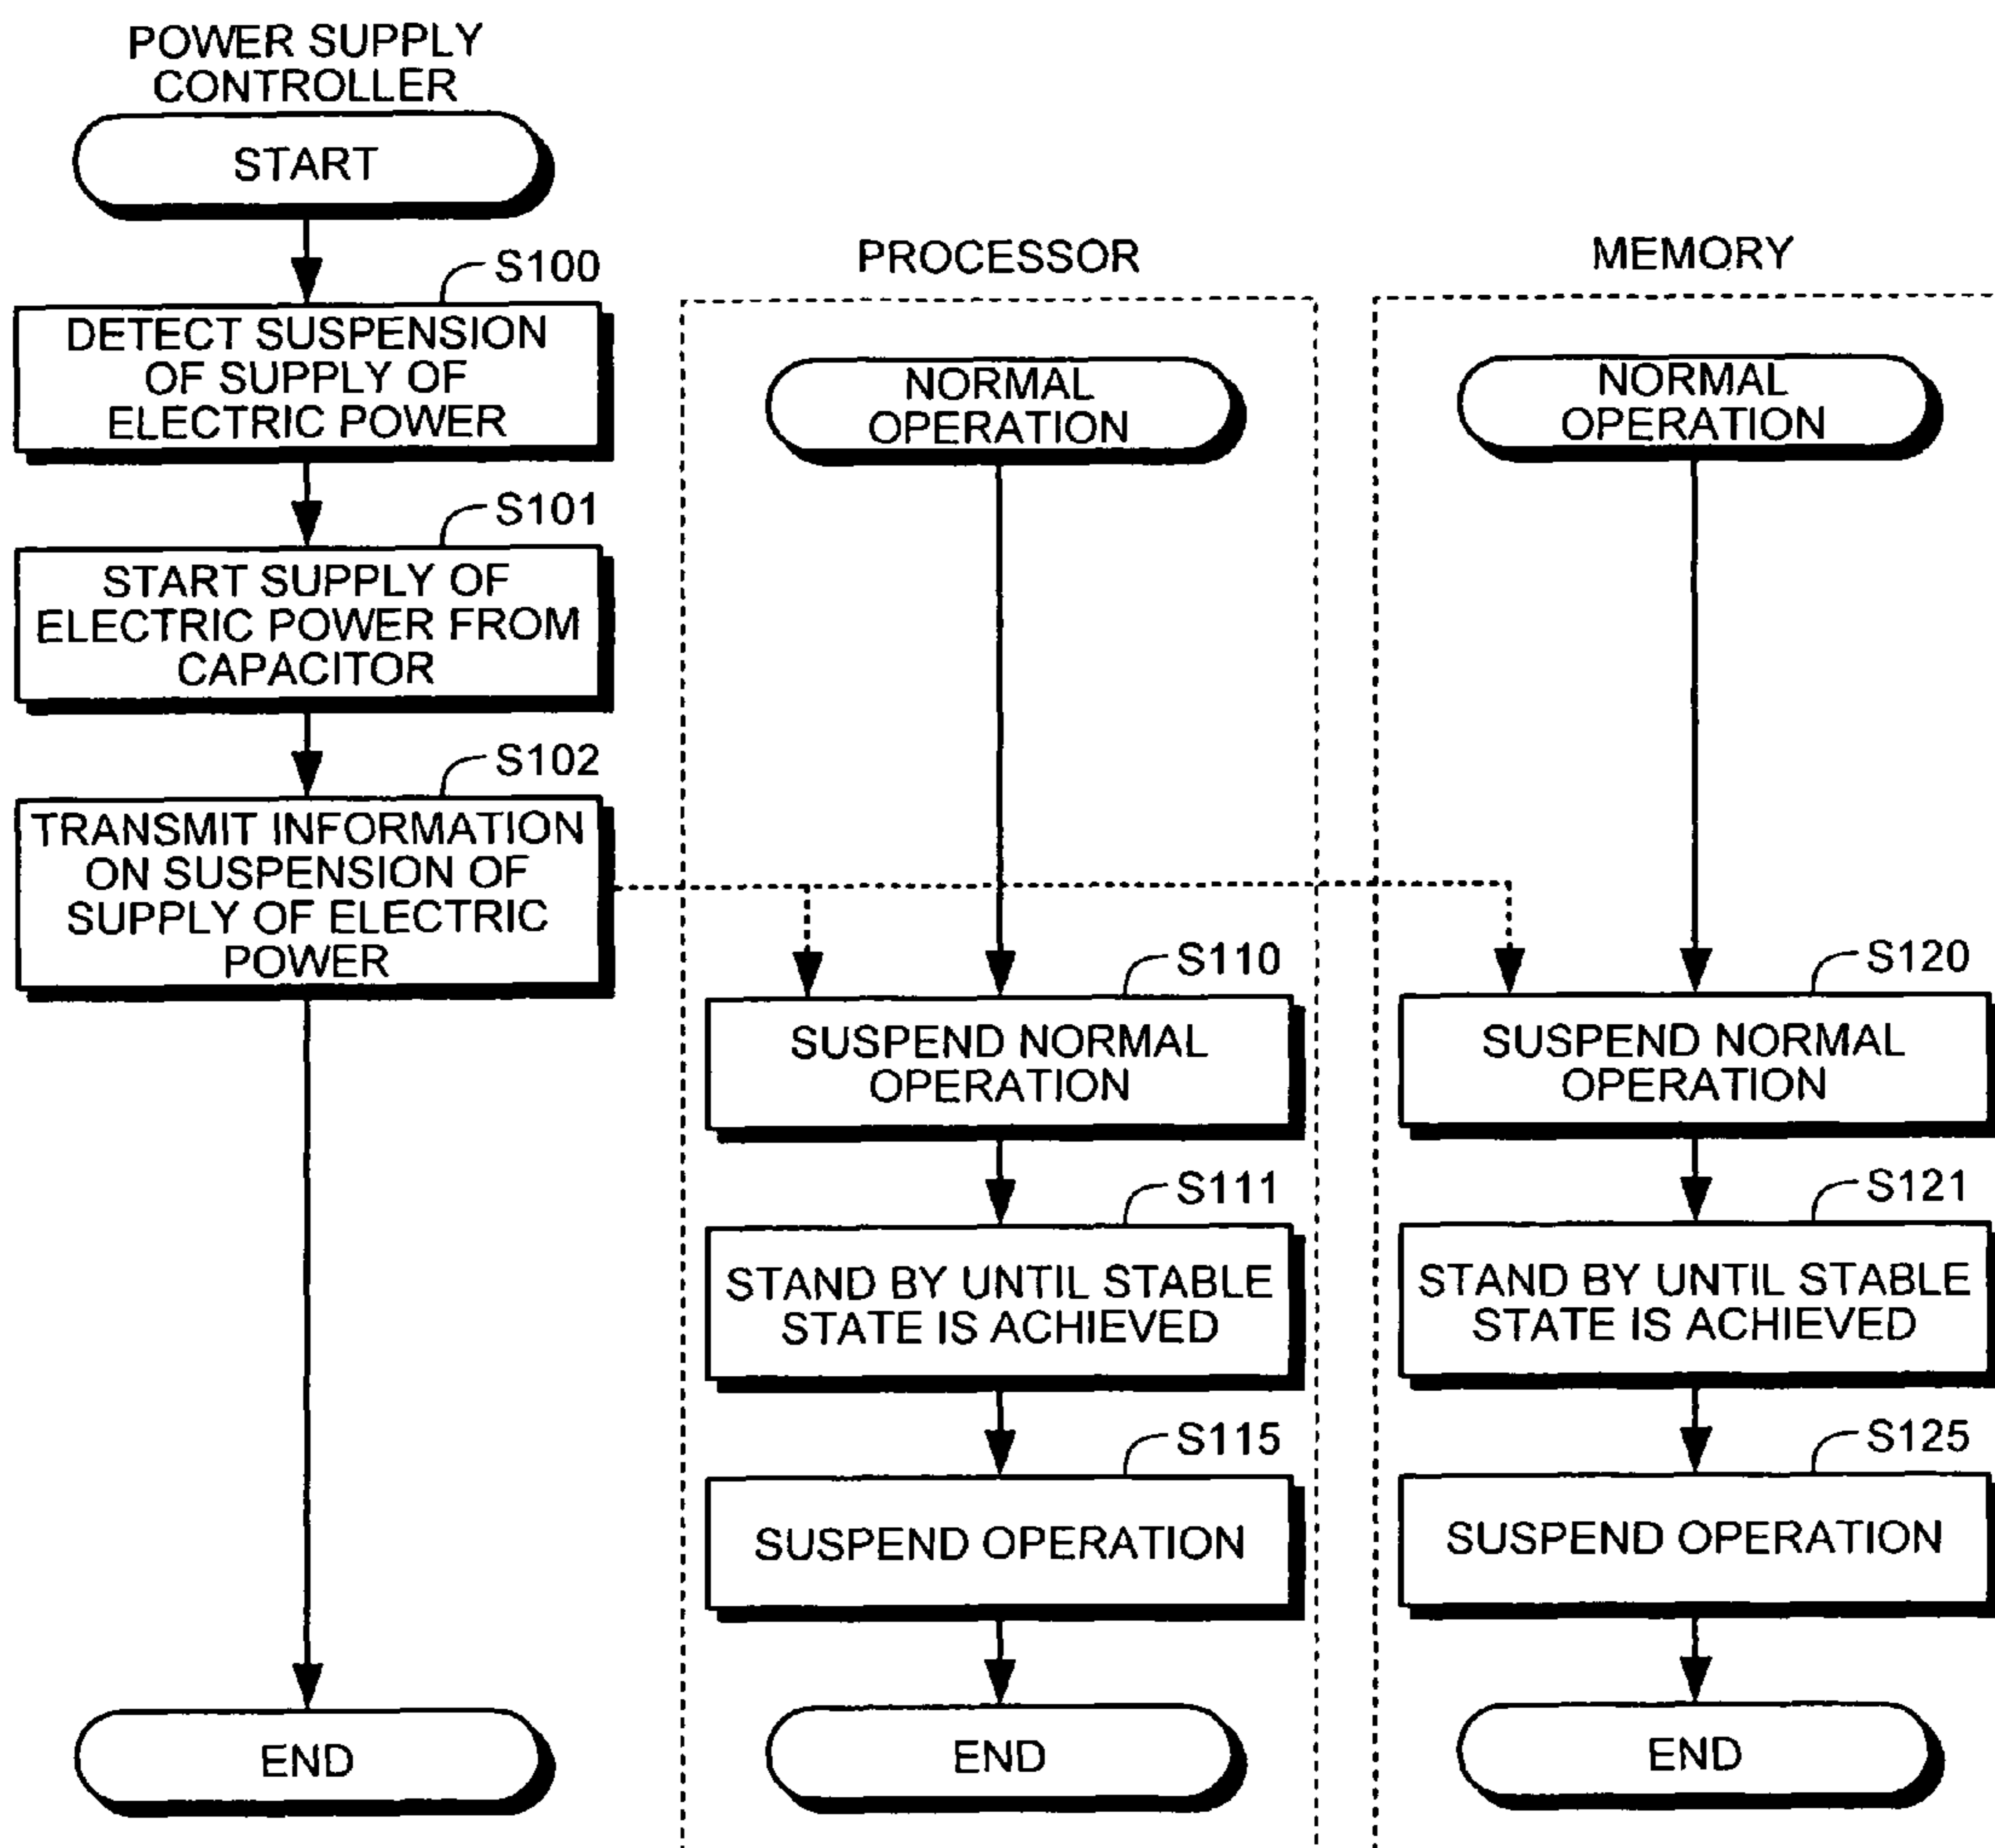 POWER SUPPLY
CONTROLLER
START
S100
DETECT SUSPENSION
OF SUPPLY OF
ELECTRIC POWER
S101
START SUPPLY OF
ELECTRIC POWER FROM
CAPACITOR
S102
TRANSMIT INFORMATION
ON SUSPENSION OF
SUPPLY OF ELECTRIC
POWER
END
PROCESSOR
NORMAL
OPERATION
S110
SUSPEND NORMAL
OPERATION
S111
STAND BY UNTIL STABLE
STATE IS ACHIEVED
S115
SUSPEND OPERATION
END
MEMORY
NORMAL
OPERATION
S120
SUSPEND NORMAL
OPERATION
S121
STAND BY UNTIL STABLE
STATE IS ACHIEVED
S125
SUSPEND OPERATION
END